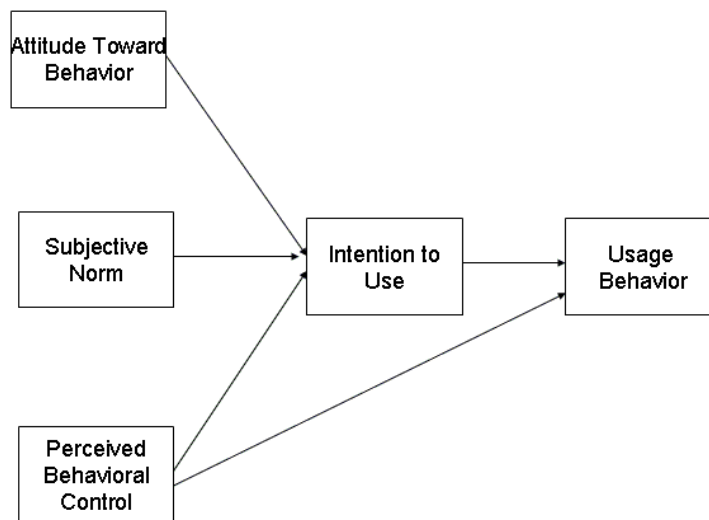 Attitude Toward
Behavior
Subjective
Norm
Intention to
Use
Usage
Behavior
Perceived
Behavioral
Control